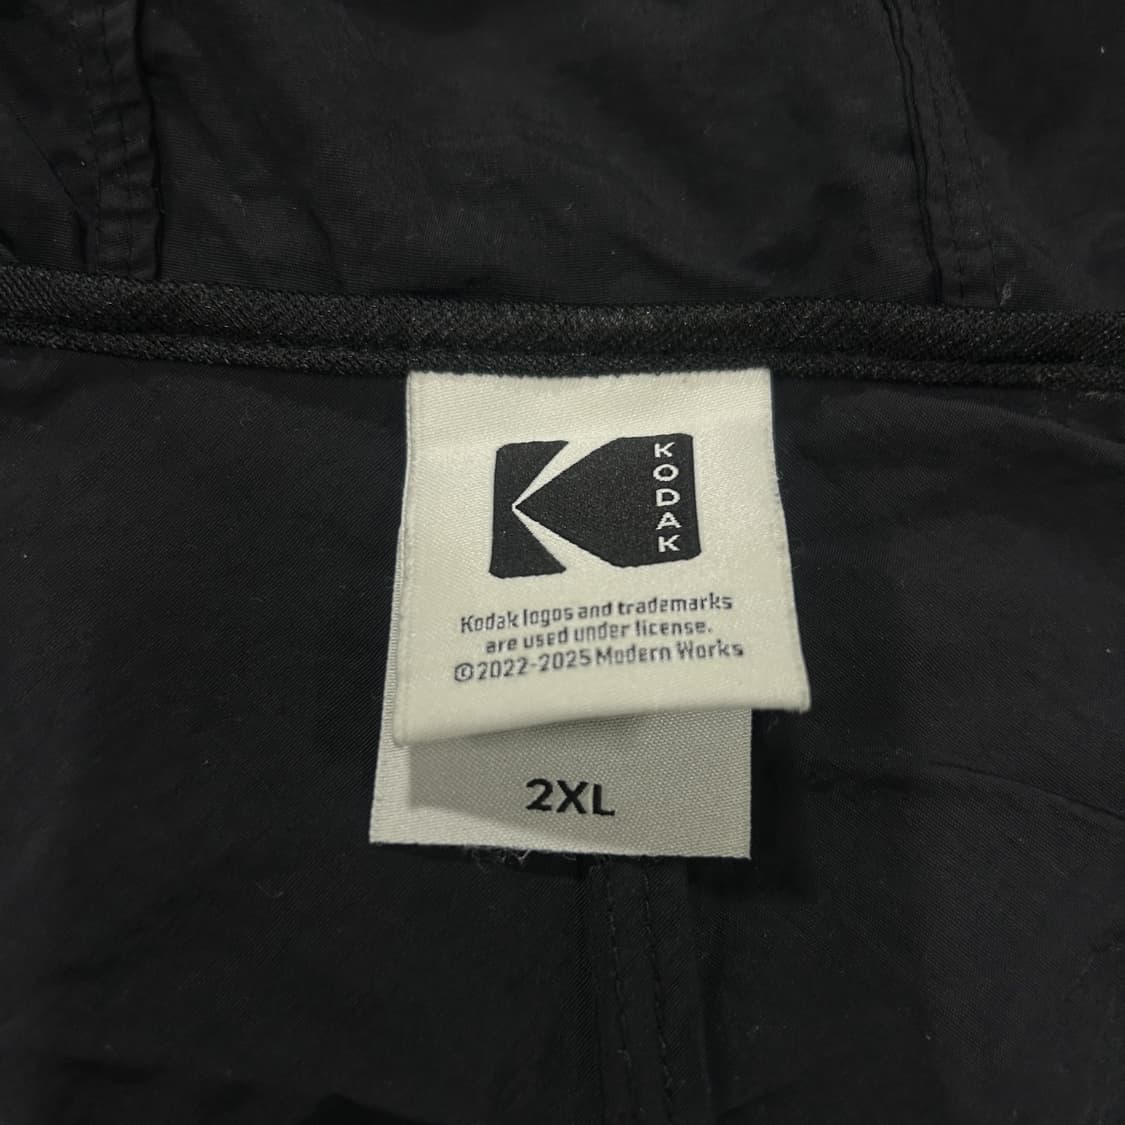 KODAK
Kodak logos and trademarks
are used under license.
©2022-2025 Modern Works
2XL